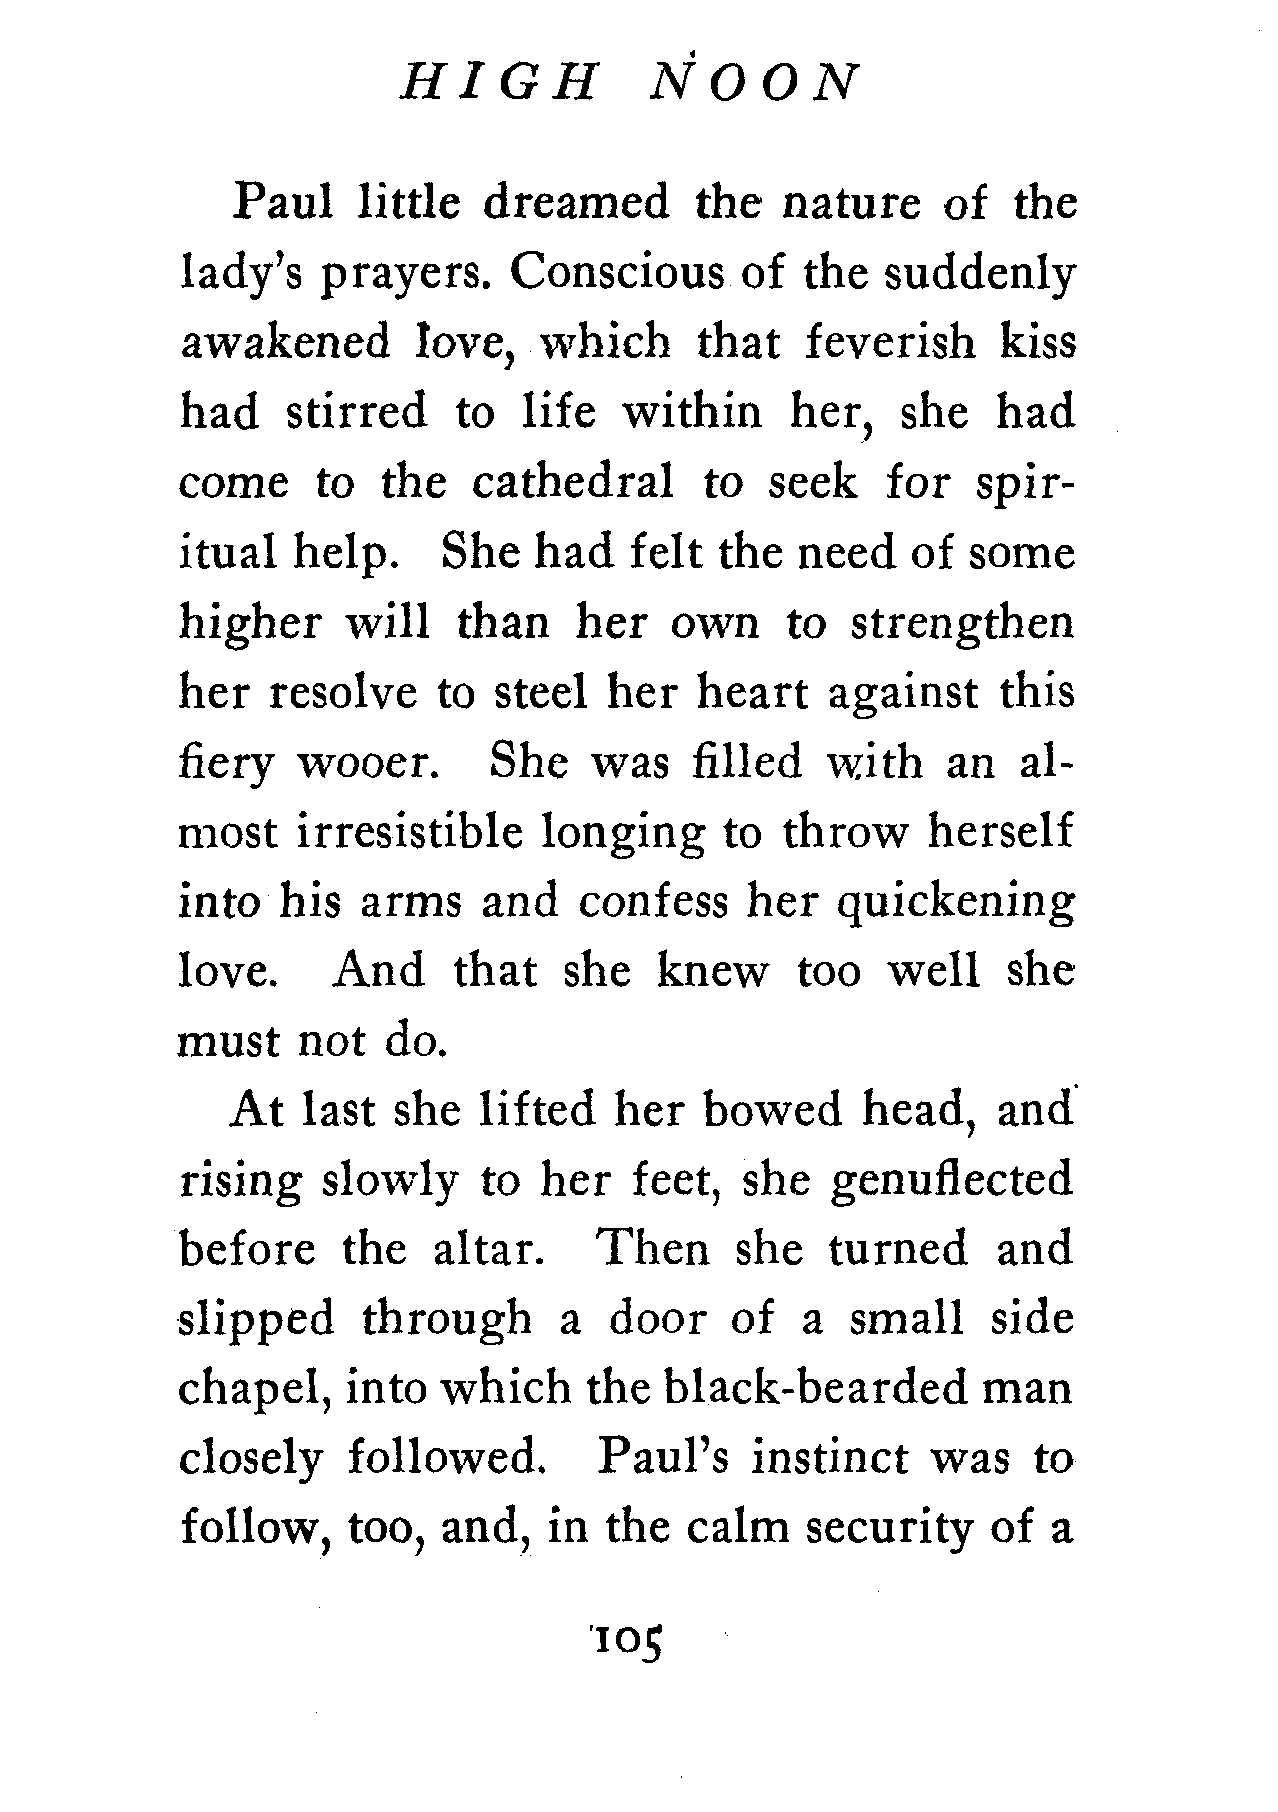 HIGH NOON
Paul little dreamed the nature of the
lady's prayers. Conscious of the suddenly
awakened love, which that feverish kiss
had stirred to life within her, she had
come to the cathedral to seek for spir-
itual help. She had felt the need of some
higher will than her own to strengthen
her resolve to steel her heart against this
fiery wooer. She was filled with an al-
most irresistible longing to throw herself
into his arms and confess her quickening
love. And that she knew too well she
must not do.
At last she lifted her bowed head, and
rising slowly to her feet, she genuflected
before the altar. Then she turned and
slipped through a door of a small side
chapel, into which the black-bearded man
closely followed. Paul's instinct was to
follow, too, and, in the calm security of a
105